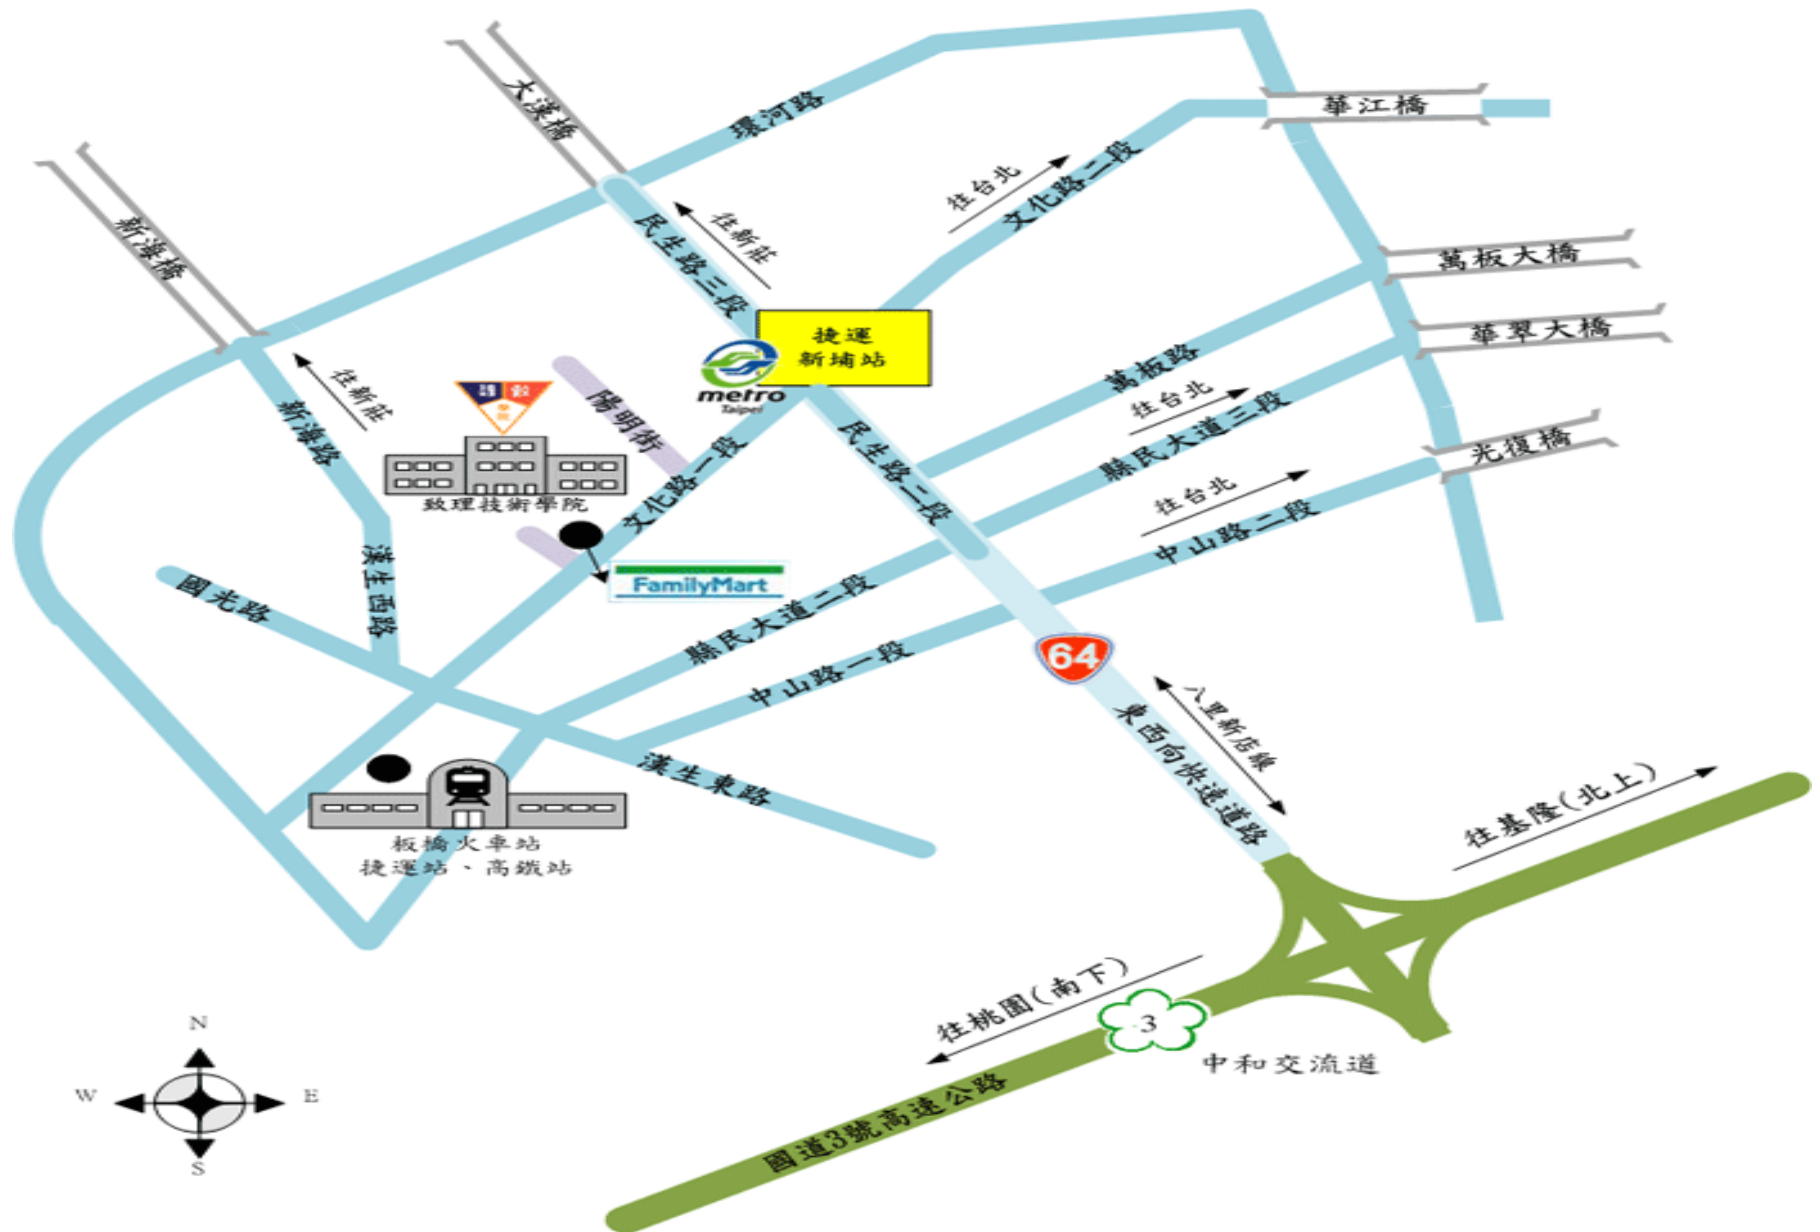 大漢橋
環河路
華江橋
新海橋
往台北
文化路二段
民生路三段
往新莊
萬板大橋
捷運
新埔站
華翠大橋
metro
Taipei
萬板路
往台北
縣民大道三段
往新莊
新海路
陽明街
文化路一段
民生路二段
光復橋
致理技術學院
往台北
中山路二段
FamilyMart
漢生西路
國光路
縣民大道二段
中山路一段
64
八里新店線
東西向快速道路
漢生東路
板橋火車站
捷運站、高鐵站
往基隆(北上)
往桃園(南下)
3
中和交流道
國道3號高速公路
N
W
E
S